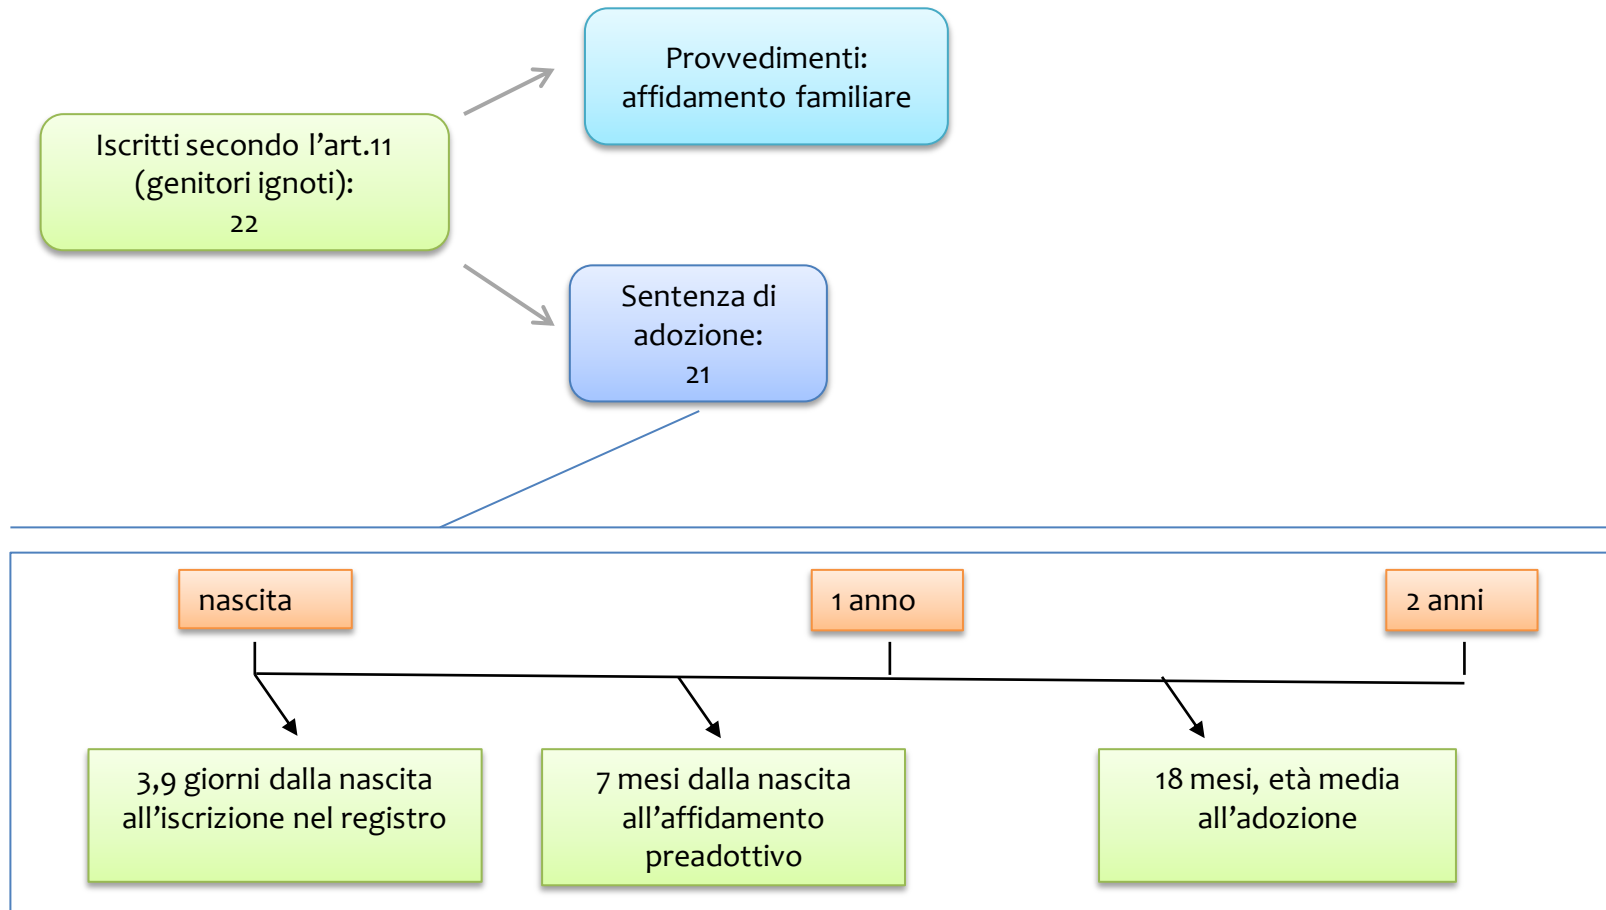 Provvedimenti:
affidamento familiare
Iscritti secondo l’art.11
(genitori ignoti):
22
Sentenza di
adozione:
21
nascita
1 anno
2 anni
3,9 giorni dalla nascita
all’iscrizione nel registro
7 mesi dalla nascita
all’affidamento
preadottivo
18 mesi, età media
all’adozione